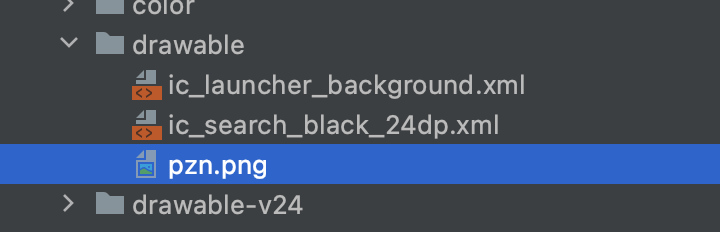 color
drawable
ic_launcher_background.xml
ic_search_black_24dp.xml
pzn.png
drawable-v24